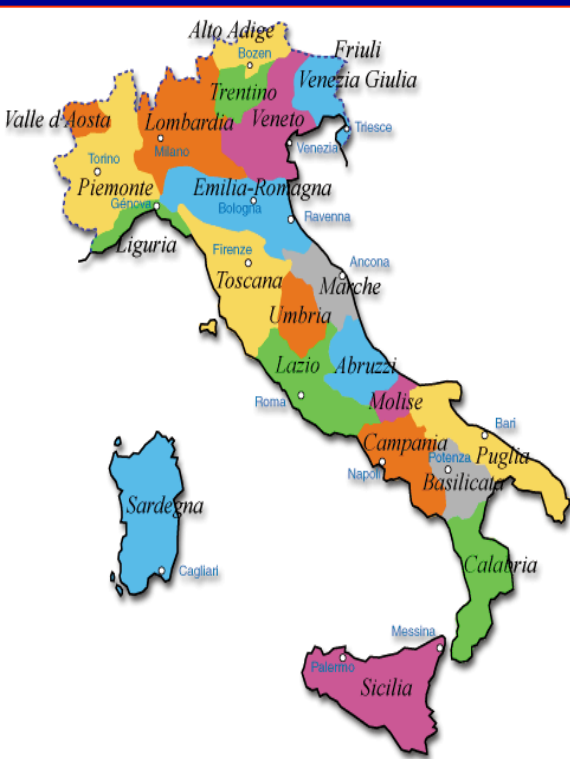 Alto Adige
Bozen
Friuli
Venezia Giulia
Trentino
Valle d'Aosta
Lombardia
Veneto
Triesce
Venezia
Torino
Milano
Piemonte
Emilia-Romagna
Génova
Bologna
Ravenna
Liguria
Firenze
Ancona
Toscana
Marche
Umbria
Lazio
Abruzzi
Roma
Molise
Bari
Campania
Potenza
Puglia
Napoli
Basilicata
Sardegna
Calabria
Cagliari
Messina
Palermo
Sicilia